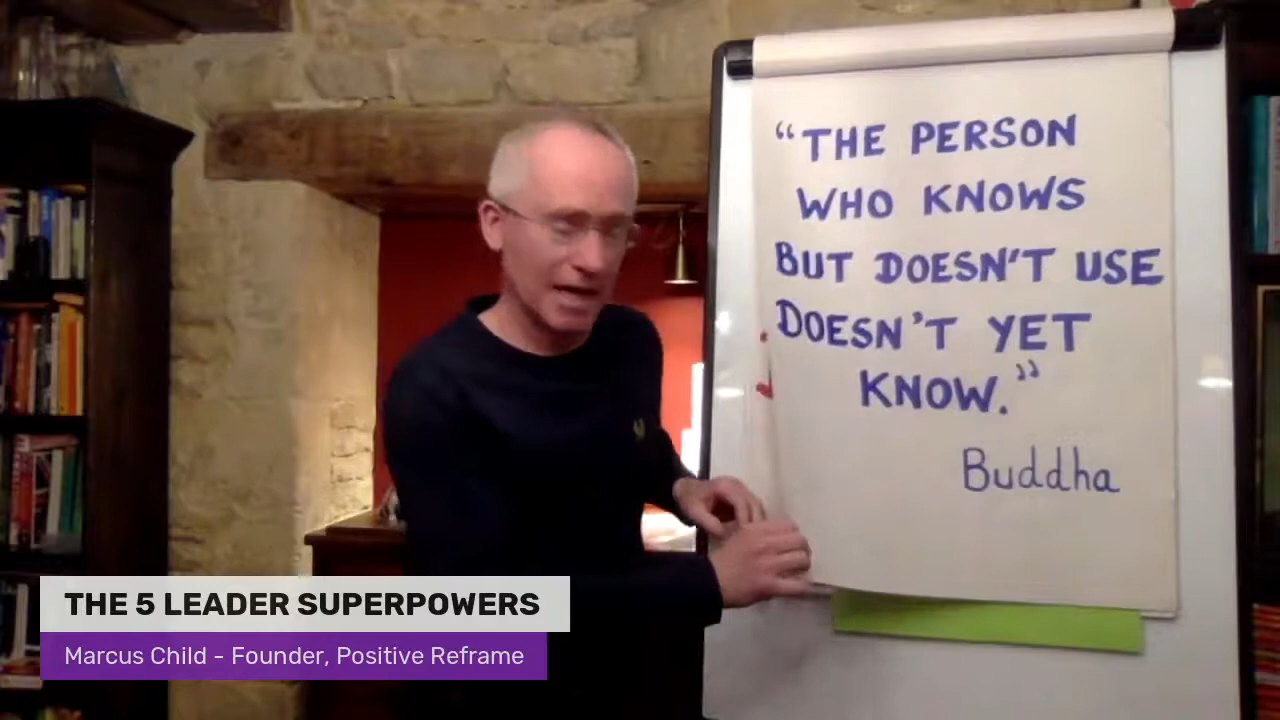 “THE PERSON
WHO KNOWS
BUT DOESN'T USE
DOESN'T YET
KNOW.”
Buddha
THE 5 LEADER SUPERPOWERS
Marcus Child - Founder, Positive Reframe